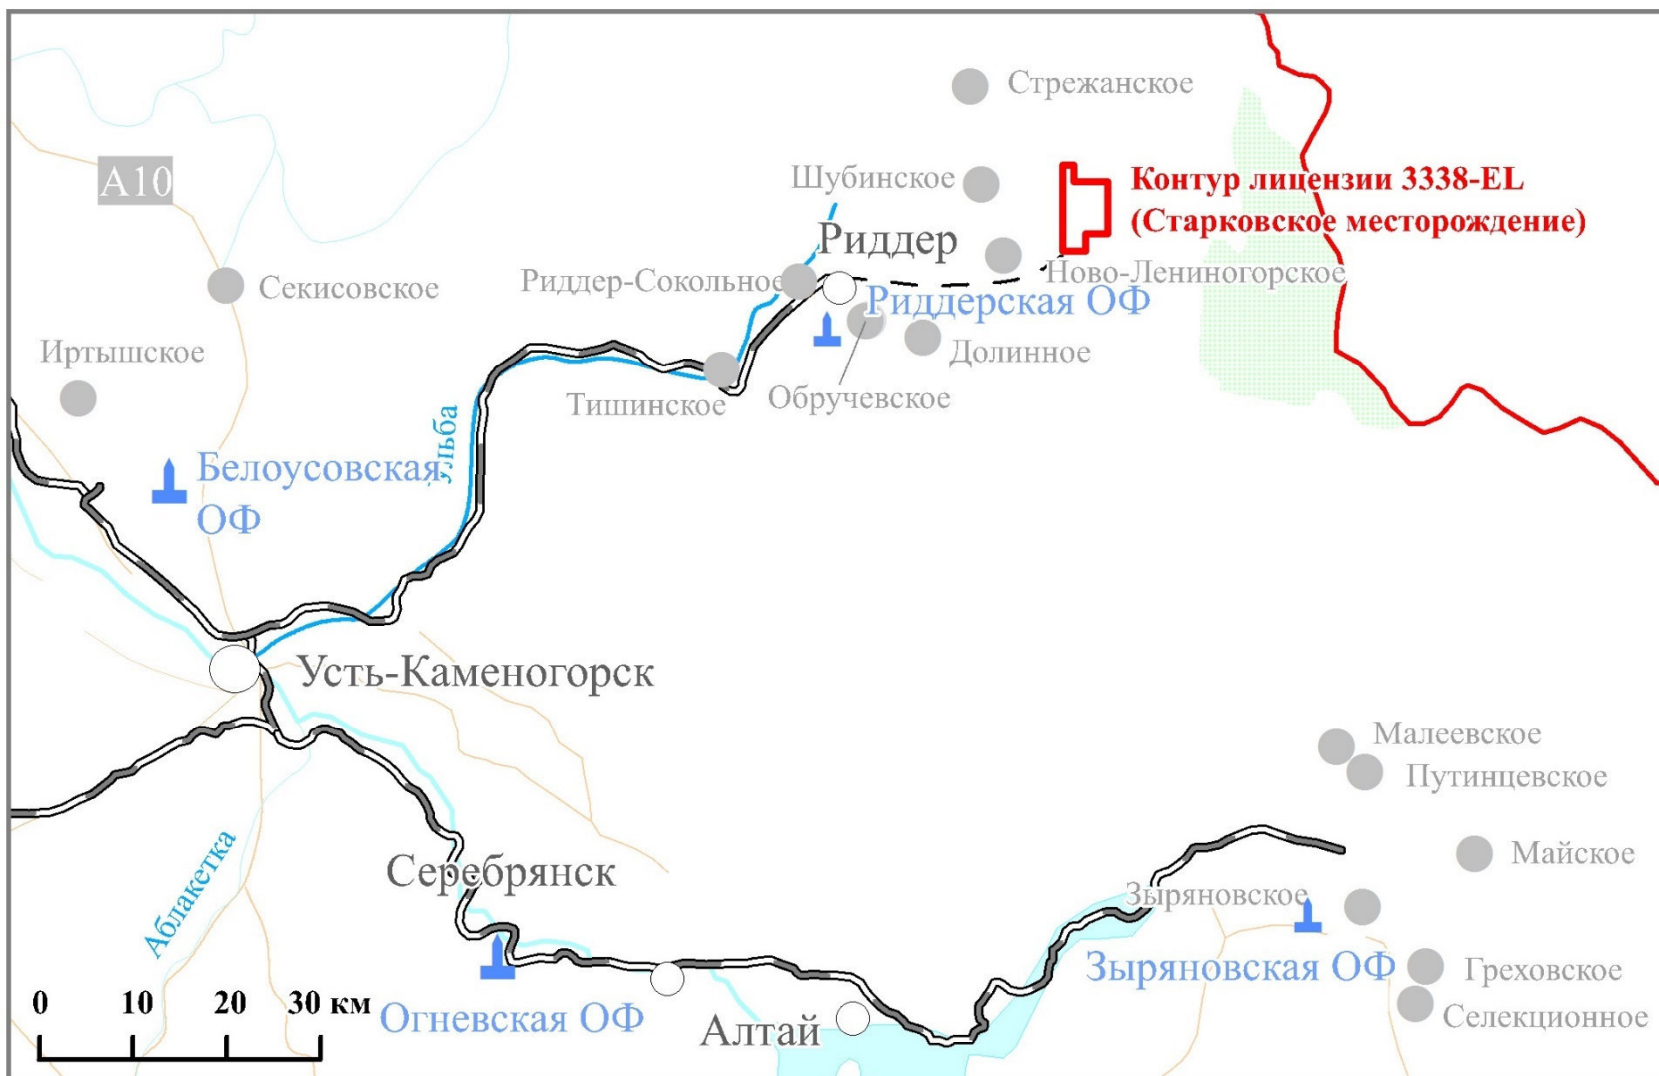 Стрежанское
А10
Шубинское
Контур лицензии 3338-EL
(Старковское месторождение)
Риддер
Секисовское
Риддер-Сокольное
Ново-Лениногорское
Риддерская ОФ
Иртышское
Долинное
Тишинское
Обручевское
Ульба
Белоусовская
ОФ
Усть-Каменогорск
Малеевское
Путинцевское
Аблакетка
Серебрянск
Майское
Зыряновское
Зыряновская ОФ
Греховское
Селекционное
Огневская ОФ
Алтай
0 10 20 30 км